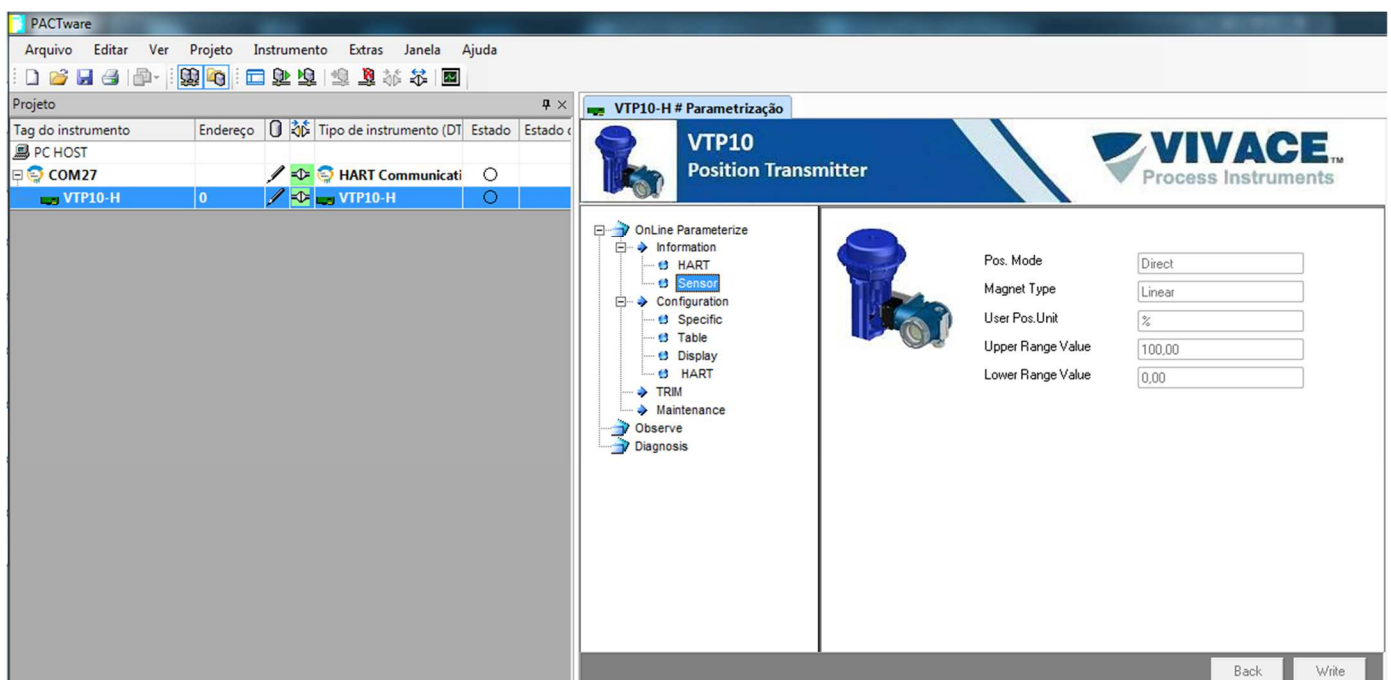 PACTware
Arquivo Editar Ver Projeto Instrumento Extras Janela Ajuda
Projeto
Tag do instrumento Endereço Tipo de instrumento (DT Estado Estado
PC HOST
COM27 HART Communicati
VTP10-H 0 VTP10-H
VTP10-H # Parametrização
VTP10
Position Transmitter
VIVACE TM
Process Instruments
OnLine Parameterize
Information
HART
Sensor
Configuration
Specific
Table
Display
HART
TRIM
Maintenance
Observe
Diagnosis
Pos. Mode Direct
Magnet Type Linear
User Pos.Unit %
Upper Range Value 100,00
Lower Range Value 0,00
Back Write